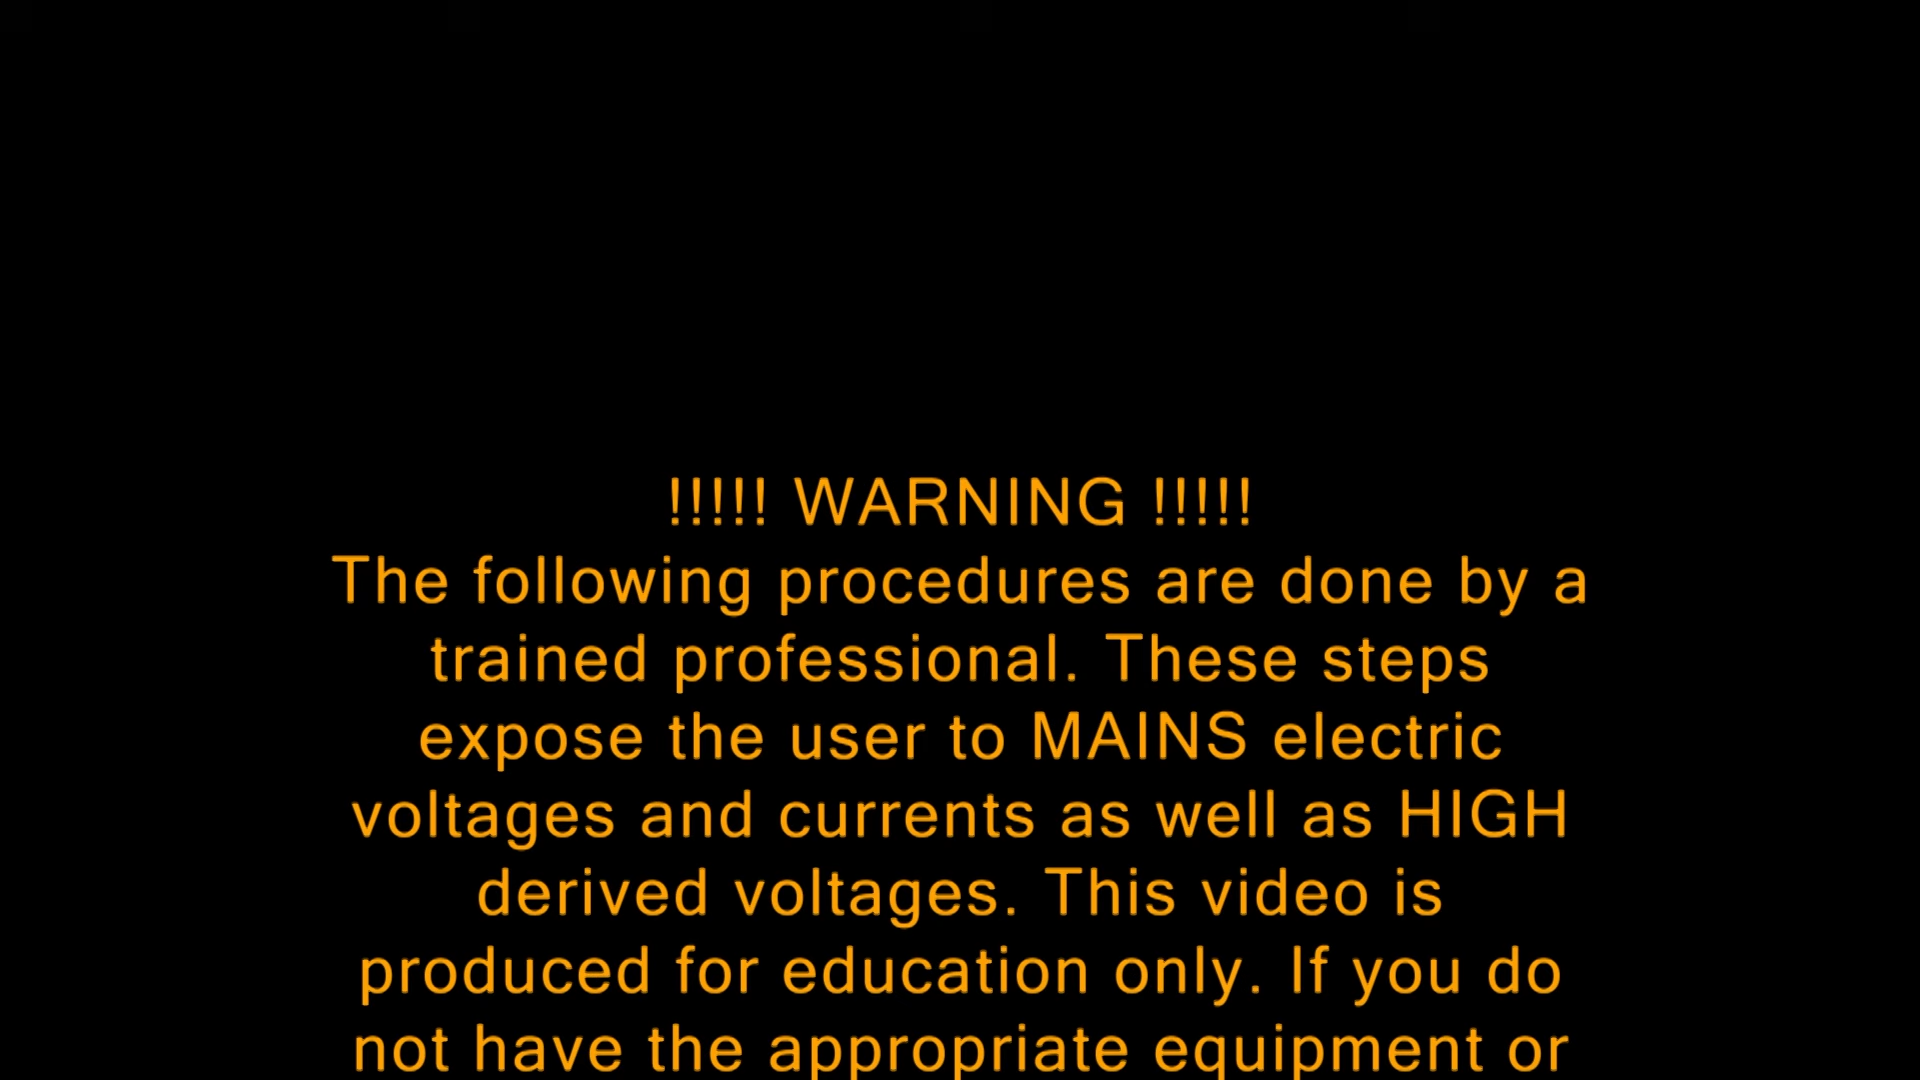 !!!!! WARNING !!!!!
The following procedures are done by a
trained professional. These steps
expose the user to MAINS electric
voltages and currents as well as HIGH
derived voltages. This video is
produced for education only. If you do
not have the appropriate equipment or